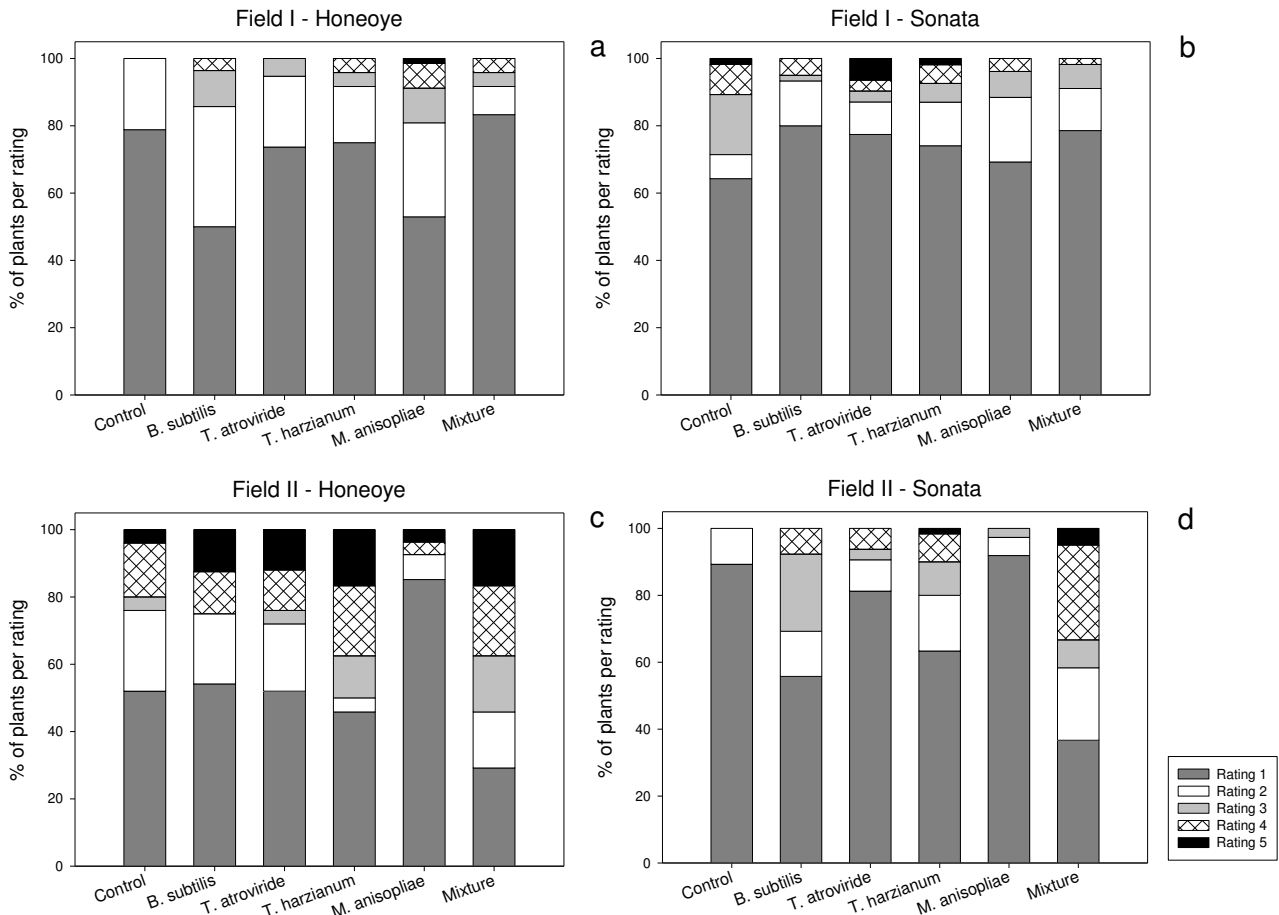 Field I - Honeoye
a
% of plants per rating
100
80
60
40
20
0
Control
B. subtilis
T. atroviride
T. harzianum
M. anisopliae
Mixture
Field I - Sonata
b
% of plants per rating
100
80
60
40
20
0
Control
B. subtilis
T. atroviride
T. harzianum
M. anisopliae
Mixture
Field II - Honeoye
c
% of plants per rating
100
80
60
40
20
0
Control
B. subtilis
T. atroviride
T. harzianum
M. anisopliae
Mixture
Field II - Sonata
d
% of plants per rating
100
80
60
40
20
0
Control
B. subtilis
T. atroviride
T. harzianum
M. anisopliae
Mixture
Rating 1
Rating 2
Rating 3
Rating 4
Rating 5